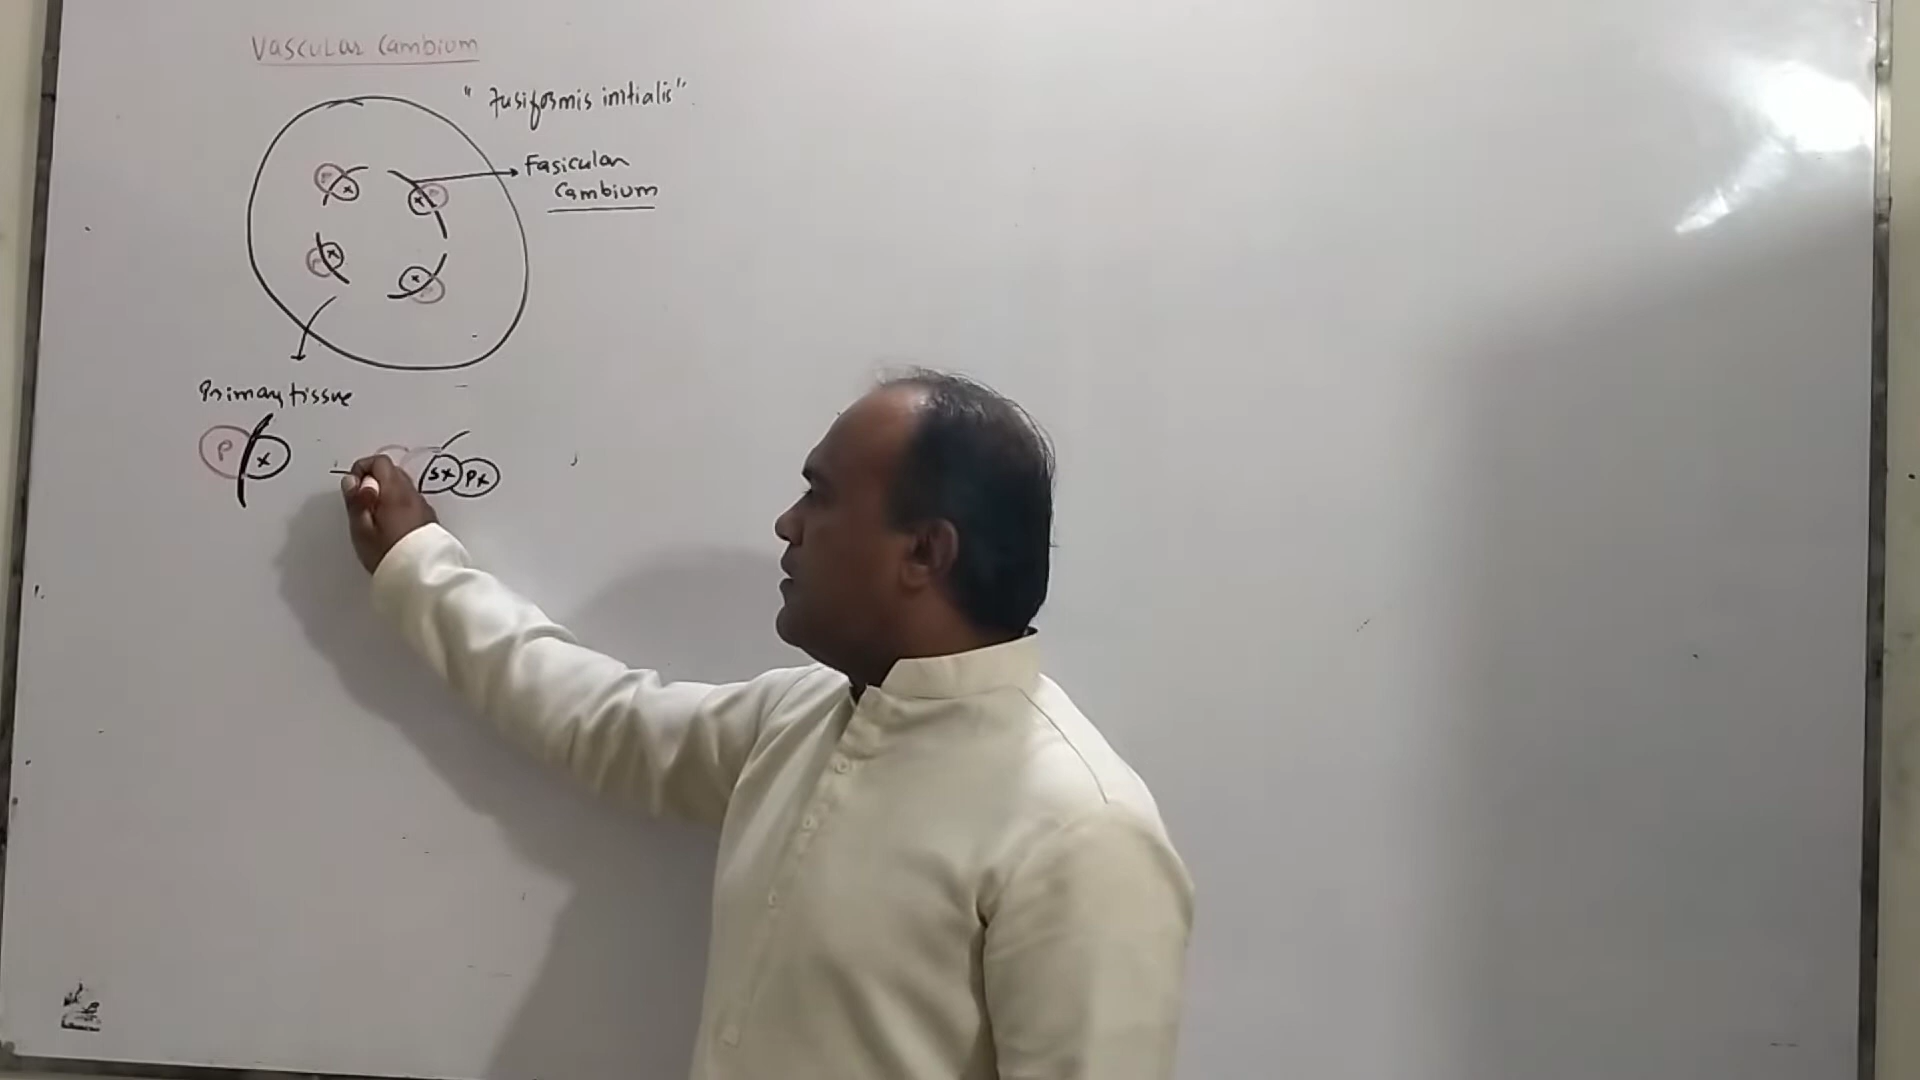 Vascular Cambium
" Fusiformis initialis"
Fasicular
Cambium
P X
X P
P X
X P
Primary tissue
P X
SX PX